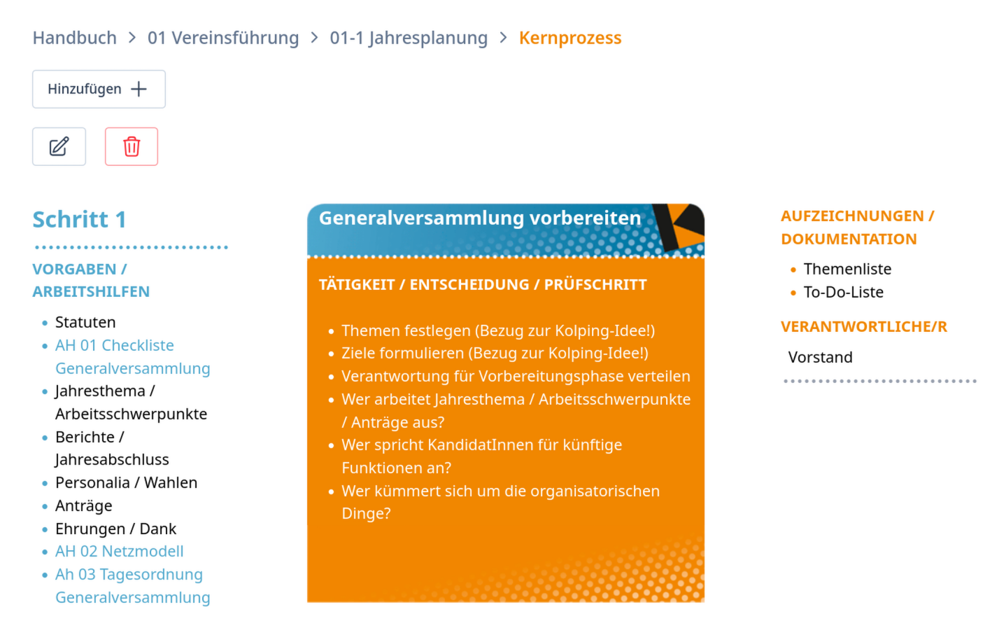 Handbuch > 01 Vereinsführung > 01-1 Jahresplanung > Kernprozess
Hinzufügen
Schritt 1
VORGABEN /
ARBEITSHILFEN
• Statuten
• AH 01 Checkliste
Generalversammlung
• Jahresthema /
Arbeitsschwerpunkte
• Berichte /
Jahresabschluss
• Personalia / Wahlen
• Anträge
• Ehrungen / Dank
• AH 02 Netzmodell
• Ah 03 Tagesordnung
Generalversammlung
Generalversammlung vorbereiten
TÄTIGKEIT / ENTSCHEIDUNG / PRÜFSCHRITT
• Themen festlegen (Bezug zur Kolping-Idee!)
• Ziele formulieren (Bezug zur Kolping-Idee!)
• Verantwortung für Vorbereitungsphase verteilen
• Wer arbeitet Jahresthema / Arbeitsschwerpunkte
/ Anträge aus?
• Wer spricht KandidatInnen für künftige
Funktionen an?
• Wer kümmert sich um die organisatorischen
Dinge?
AUFZEICHNUNGEN /
DOKUMENTATION
• Themenliste
• To-Do-Liste
VERANTWORTLICHE/R
Vorstand